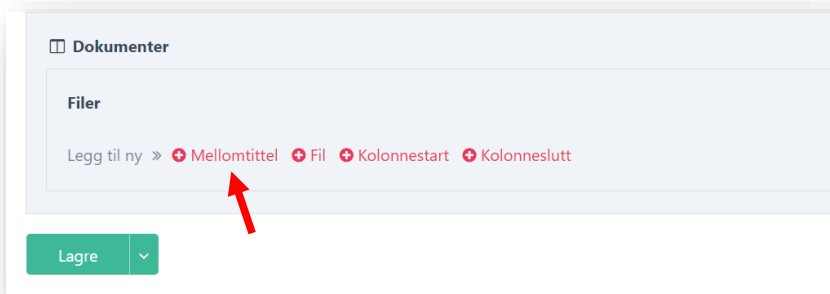 Dokumenter
Filer
Legg til ny » Mellomtittel Fil Kolonnestart Kolonneslutt
Lagre